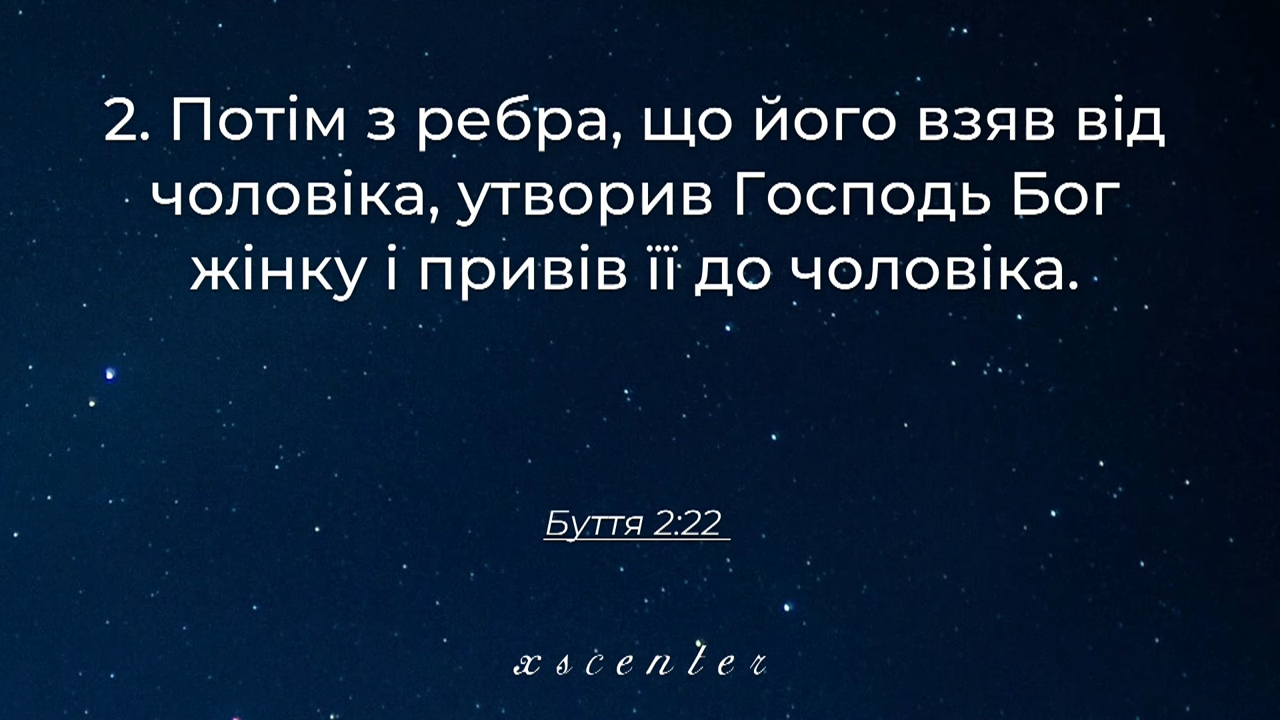 2. Потім з ребра, що його взяв від
чоловіка, утворив Господь Бог
жінку і привів її до чоловіка.
Буття 2:22
xscenter